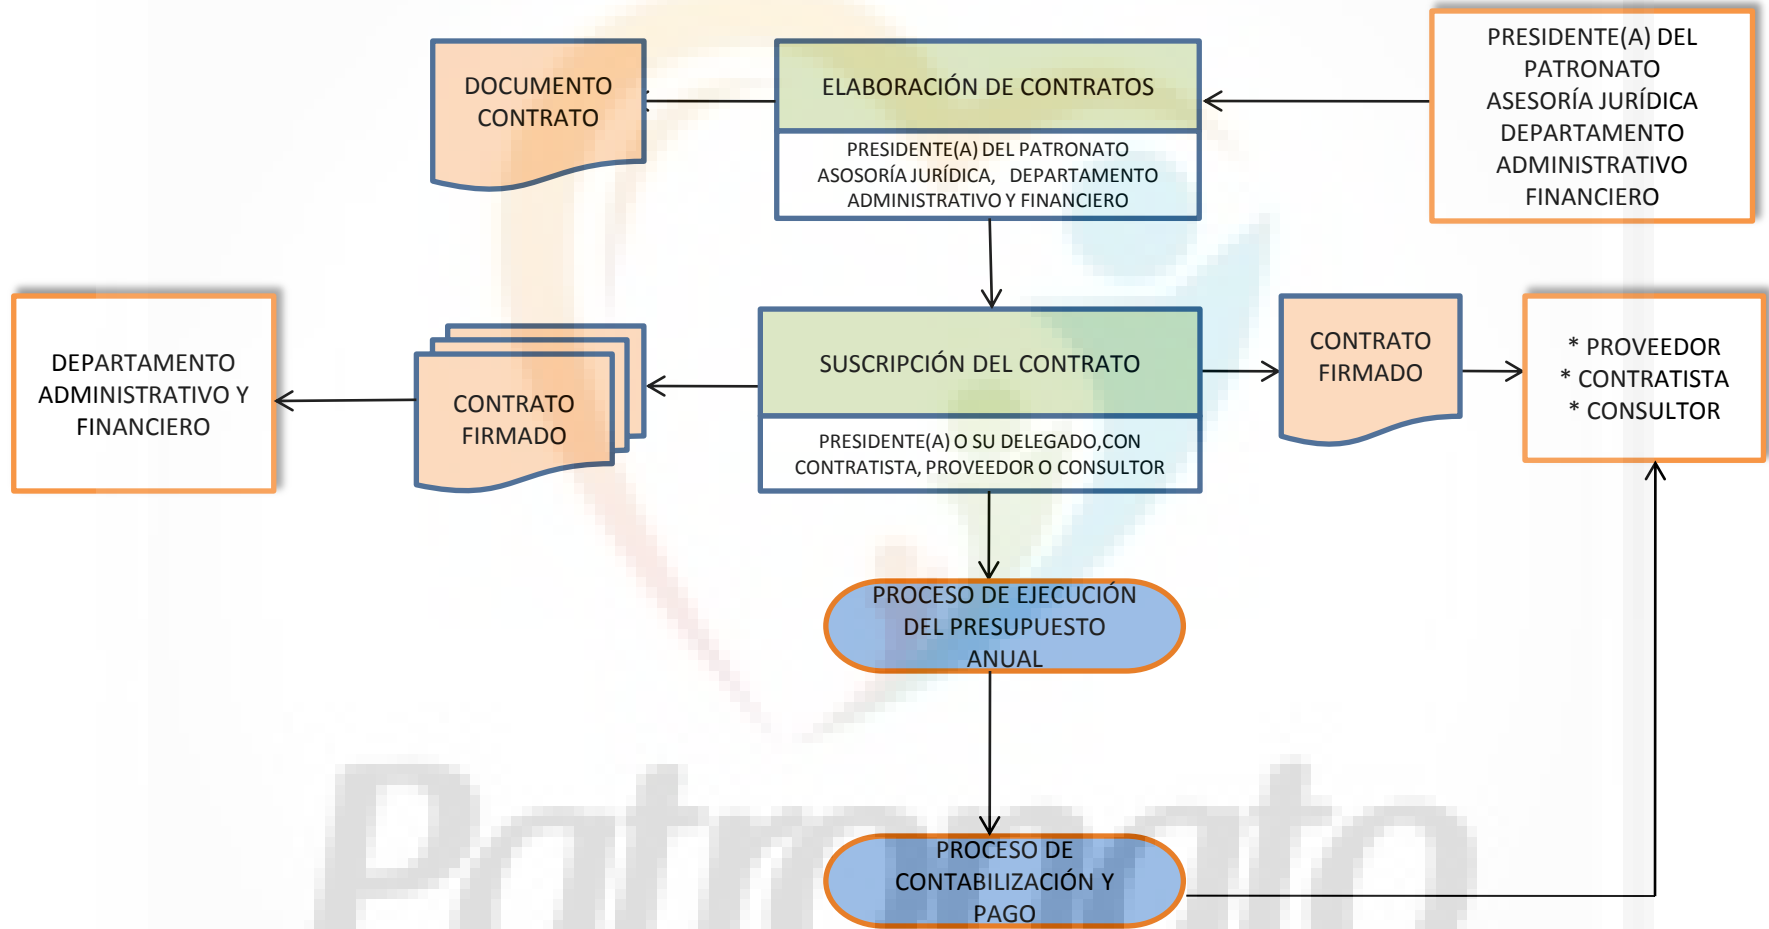 DOCUMENTO
CONTRATO
ELABORACIÓN DE CONTRATOS
PRESIDENTE(A) DEL PATRONATO
ASOSORÍA JURÍDICA, DEPARTAMENTO
ADMINISTRATIVO Y FINANCIERO
PRESIDENTE(A) DEL
PATRONATO
ASESORÍA JURÍDICA
DEPARTAMENTO
ADMINISTRATIVO
FINANCIERO
DEPARTAMENTO
ADMINISTRATIVO Y
FINANCIERO
CONTRATO
FIRMADO
SUSCRIPCIÓN DEL CONTRATO
PRESIDENTE(A) O SU DELEGADO,CON
CONTRATISTA, PROVEEDOR O CONSULTOR
CONTRATO
FIRMADO
* PROVEEDOR
* CONTRATISTA
* CONSULTOR
PROCESO DE EJECUCIÓN
DEL PRESUPUESTO
ANUAL
PROCESO DE
CONTABILIZACIÓN Y
PAGO
Patronato